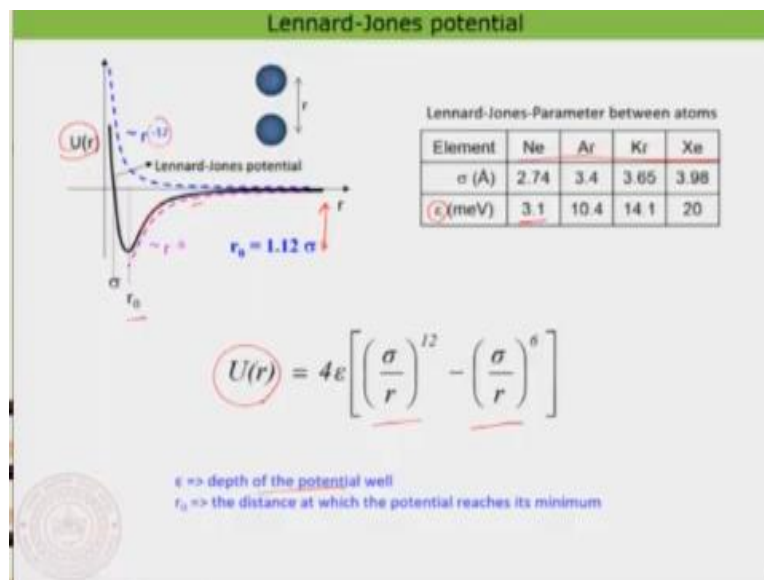 Lennard-Jones potential
U(r)
~ r⁻¹²
r
Lennard-Jones potential
r
~ r⁻⁶
r₀ = 1.12 σ
σ
r₀
Lennard-Jones-Parameter between atoms
Element Ne Ar Kr Xe
σ (Å) 2.74 3.4 3.65 3.98
ε (meV) 3.1 10.4 14.1 20
U(r) = 4ε[(σ/r)¹² − (σ/r)⁶]
ε => depth of the potential well
r₀ => the distance at which the potential reaches its minimum